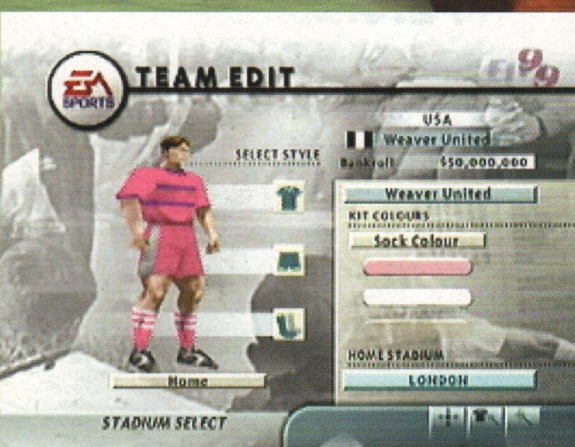 EA
SPORTS
TEAM EDIT
99
USA
Weaver United
SELECT STYLE
Bankroll $50,000,000
Weaver United
KIT COLOURS
Sock Colour
HOME STADIUM
Home
LONDON
STADIUM SELECT